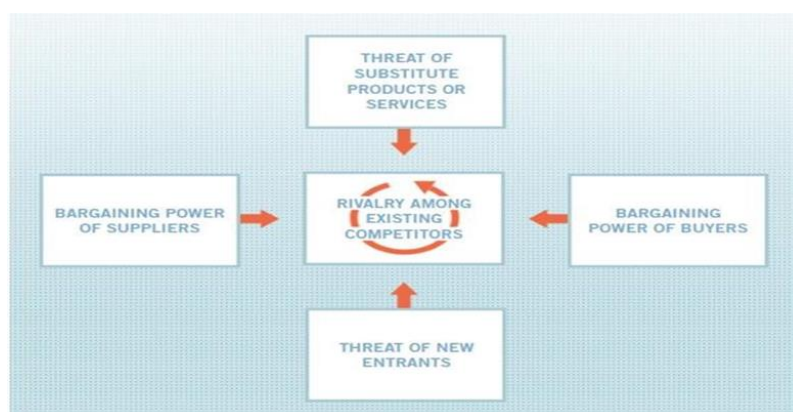 THREAT OF
SUBSTITUTE
PRODUCTS OR
SERVICES
BARGAINING POWER
OF SUPPLIERS
RIVALRY AMONG
EXISTING
COMPETITORS
BARGAINING
POWER OF BUYERS
THREAT OF NEW
ENTRANTS